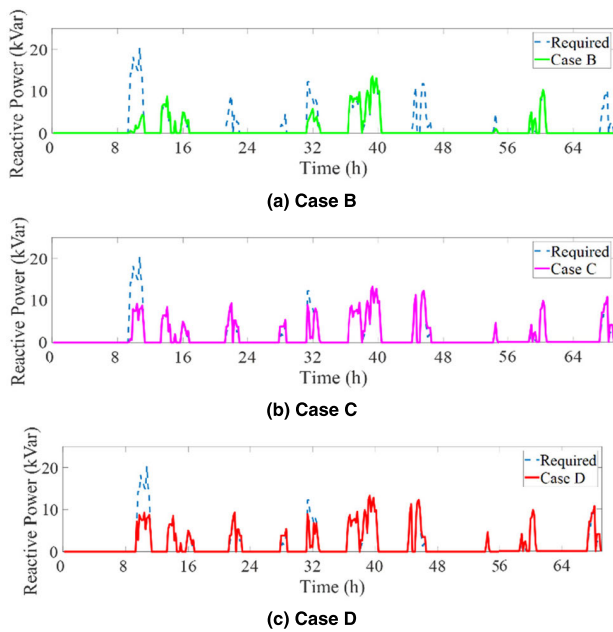 Reactive Power (kVar)
20
10
0
Required
Case B
0 8 16 24 32 40 48 56 64
Time (h)
(a) Case B
Reactive Power (kVar)
20
10
0
Required
Case C
0 8 16 24 32 40 48 56 64
Time (h)
(b) Case C
Reactive Power (kVar)
20
10
0
Required
Case D
0 8 16 24 32 40 48 56 64
Time (h)
(c) Case D